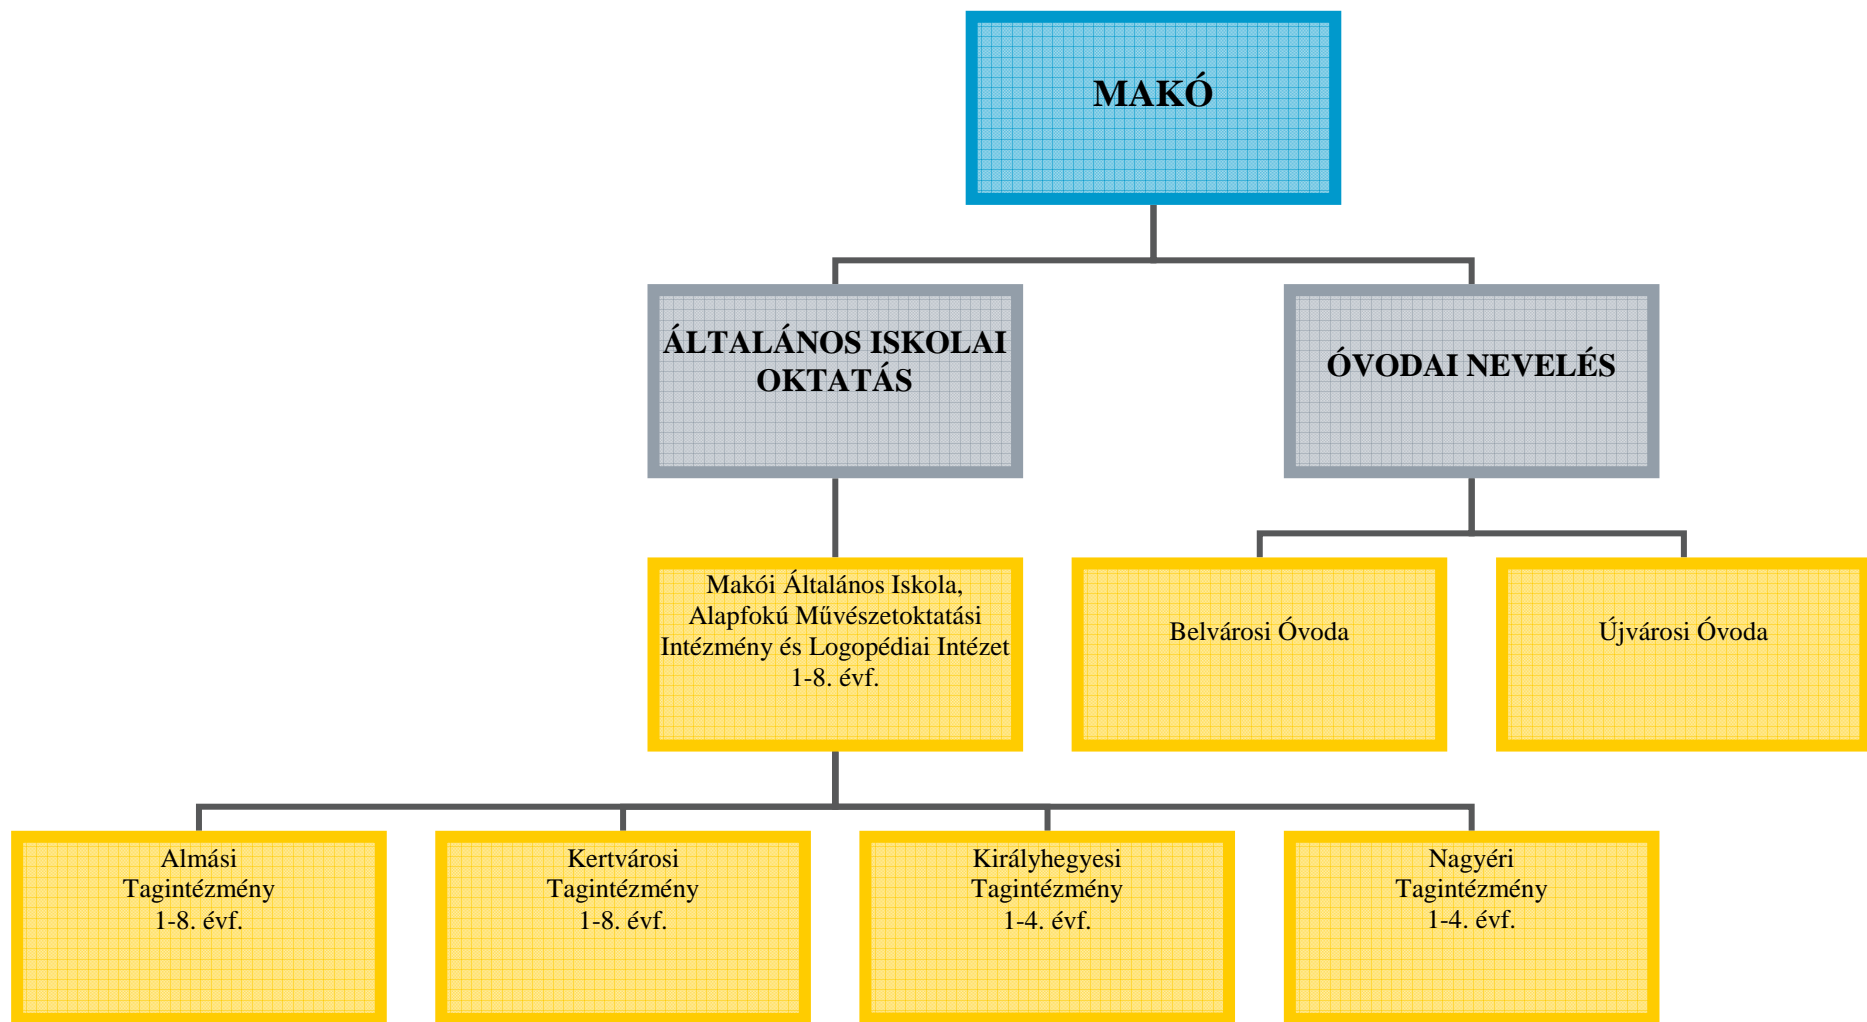 MAKÓ
ÁLTALÁNOS ISKOLAI
OKTATÁS
ÓVODAI NEVELÉS
Makói Általános Iskola,
Alapfokú Művészetoktatási
Intézmény és Logopédiai Intézet
1-8. évf.
Belvárosi Óvoda
Újvárosi Óvoda
Almási
Tagintézmény
1-8. évf.
Kertvárosi
Tagintézmény
1-8. évf.
Királyhegyesi
Tagintézmény
1-4. évf.
Nagyéri
Tagintézmény
1-4. évf.